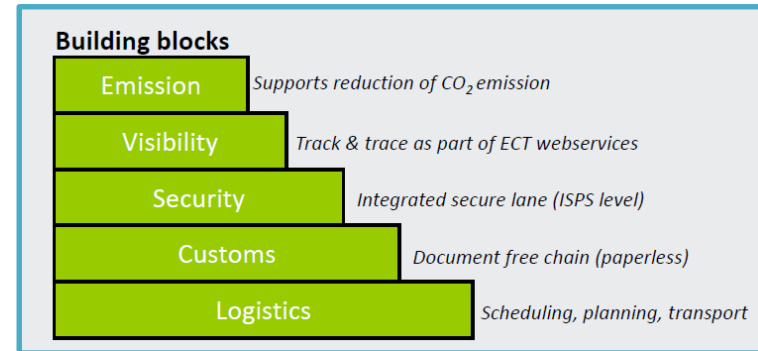 Building blocks
Emission Supports reduction of CO₂ emission
Visibility Track & trace as part of ECT webservices
Security Integrated secure lane (ISPS level)
Customs Document free chain (paperless)
Logistics Scheduling, planning, transport